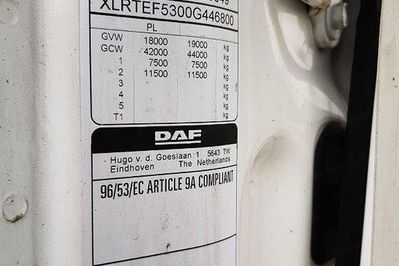 XLRTEF5300G446800
PL
GVW 18000 19000 kg
GCW 42000 44000 kg
1 7500 7500 kg
2 11500 11500 kg
3 kg
4 kg
5 kg
T1 kg
DAF
Hugo v. d. Goeslaan 1 5643 TW
Eindhoven The Netherlands
96/53/EC ARTICLE 9A COMPLIANT